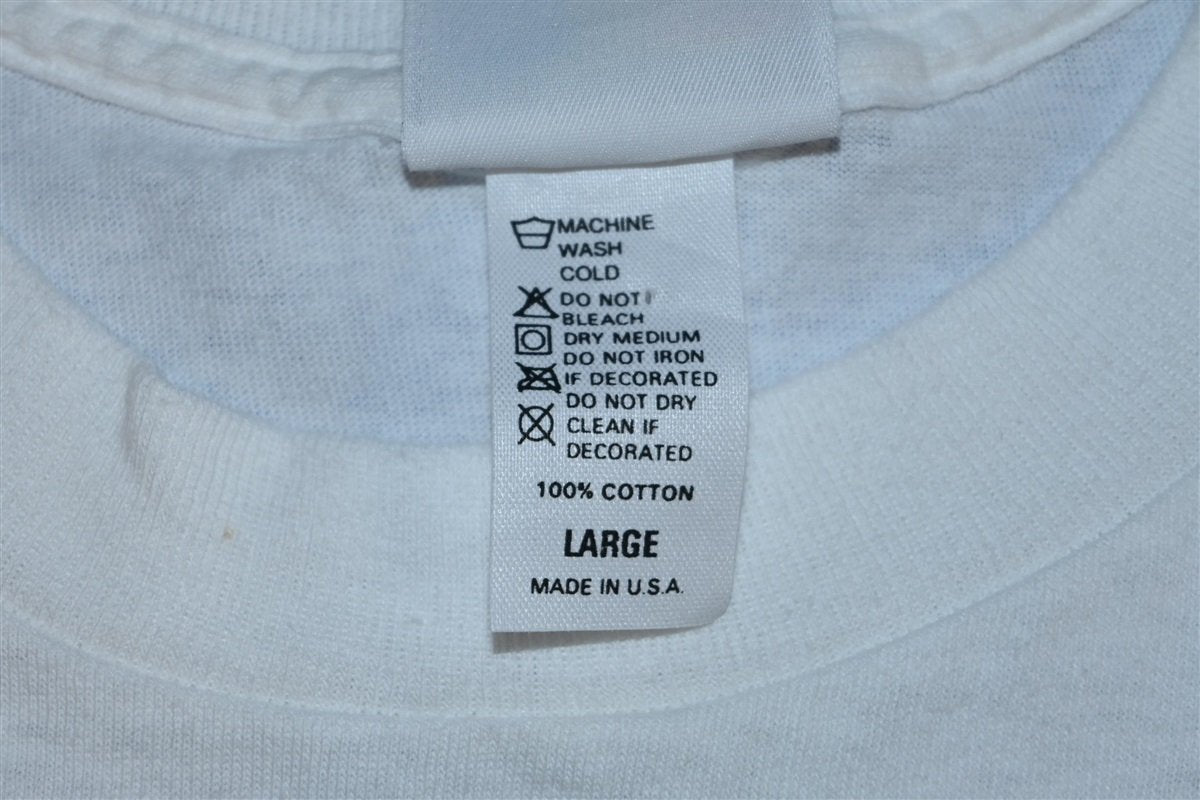 MACHINE
WASH
COLD
DO NOT
BLEACH
DRY MEDIUM
DO NOT IRON
IF DECORATED
DO NOT DRY
CLEAN IF
DECORATED
100% COTTON
LARGE
MADE IN U.S.A.